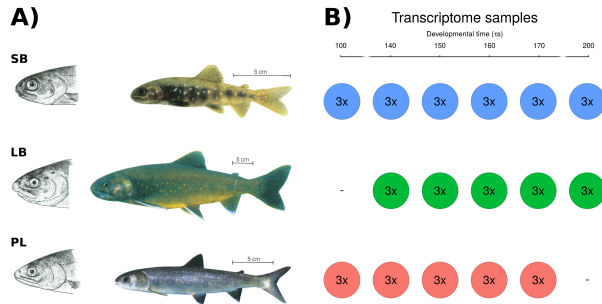 A)
B)
Transcriptome samples
Developmental time (τs)
100 140 150 160 170 200
SB
5 cm
3x 3x 3x 3x 3x 3x
LB
5 cm
- 3x 3x 3x 3x 3x
PL
5 cm
3x 3x 3x 3x 3x -